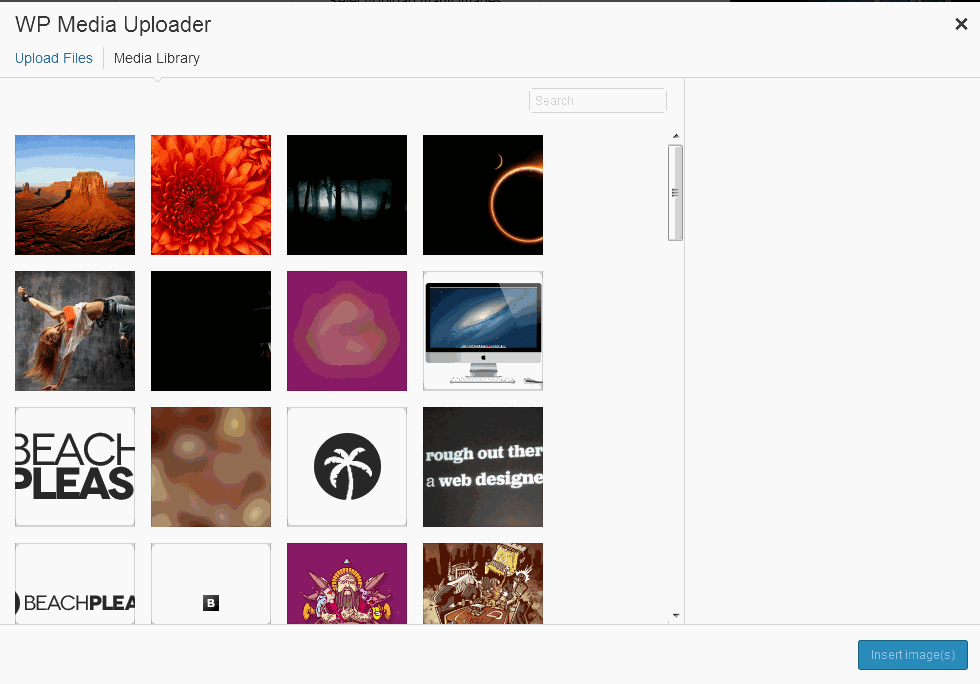 WP Media Uploader
Upload Files
Media Library
Search
BEACH
PLEAS
rough out ther
a web designe
BEACHPLEA
B
Insert image(s)